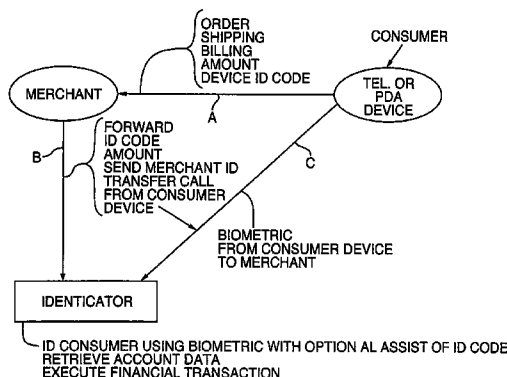 ORDER
SHIPPING
BILLING
AMOUNT
DEVICE ID CODE
CONSUMER
MERCHANT
A
TEL. OR
PDA
DEVICE
B
FORWARD
ID CODE
AMOUNT
SEND MERCHANT ID
TRANSFER CALL
FROM CONSUMER
DEVICE
C
BIOMETRIC
FROM CONSUMER DEVICE
TO MERCHANT
IDENTICATOR
ID CONSUMER USING BIOMETRIC WITH OPTION AL ASSIST OF ID CODE
RETRIEVE ACCOUNT DATA
EXECUTE FINANCIAL TRANSACTION